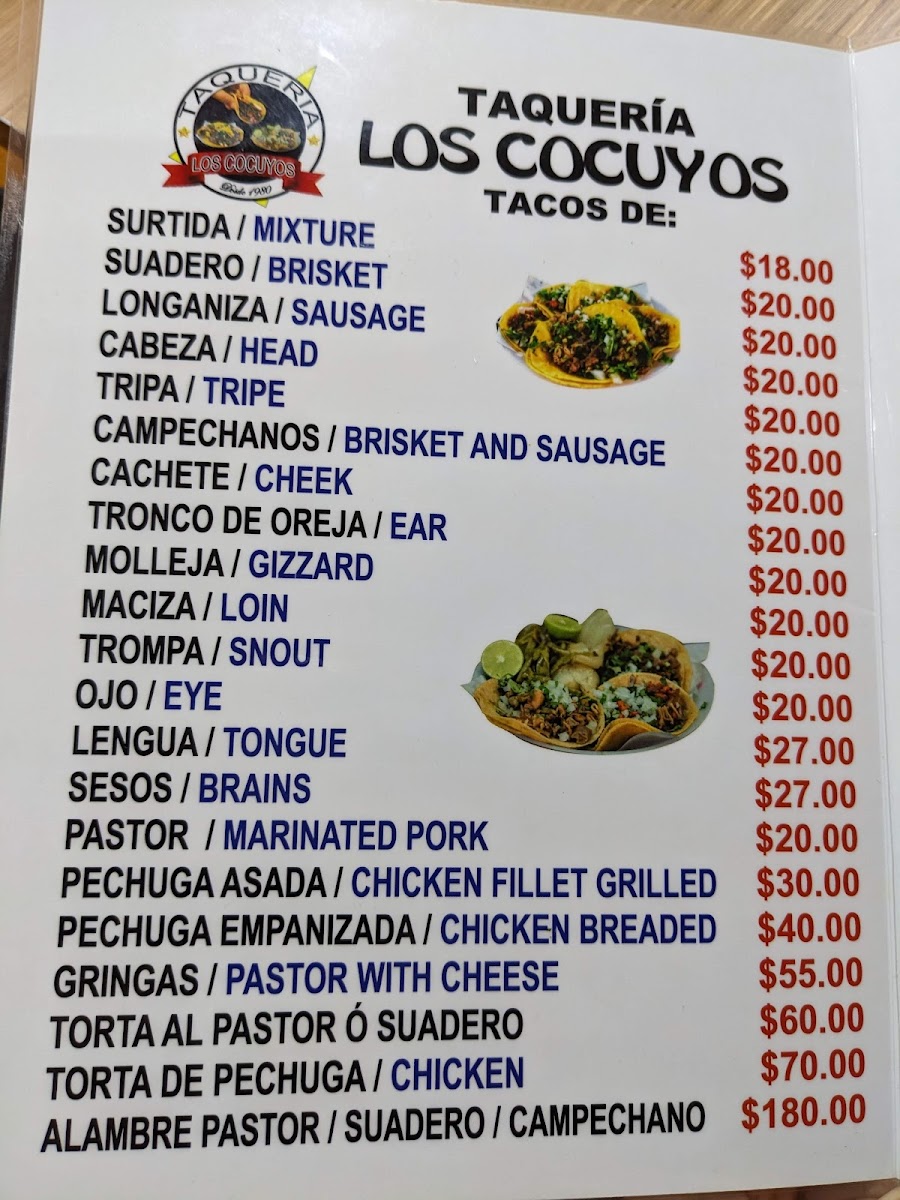 TAQUERIA
LOS COCUYOS
Desde 1980
TAQUERÍA
LOS COCUYOS
TACOS DE:
SURTIDA / MIXTURE $18.00
SUADERO / BRISKET $20.00
LONGANIZA / SAUSAGE $20.00
CABEZA / HEAD $20.00
TRIPA / TRIPE $20.00
CAMPECHANOS / BRISKET AND SAUSAGE $20.00
CACHETE / CHEEK $20.00
TRONCO DE OREJA / EAR $20.00
MOLLEJA / GIZZARD $20.00
MACIZA / LOIN $20.00
TROMPA / SNOUT $20.00
OJO / EYE $20.00
LENGUA / TONGUE $27.00
SESOS / BRAINS $27.00
PASTOR / MARINATED PORK $20.00
PECHUGA ASADA / CHICKEN FILLET GRILLED $30.00
PECHUGA EMPANIZADA / CHICKEN BREADED $40.00
GRINGAS / PASTOR WITH CHEESE $55.00
TORTA AL PASTOR Ó SUADERO $60.00
TORTA DE PECHUGA / CHICKEN $70.00
ALAMBRE PASTOR / SUADERO / CAMPECHANO $180.00